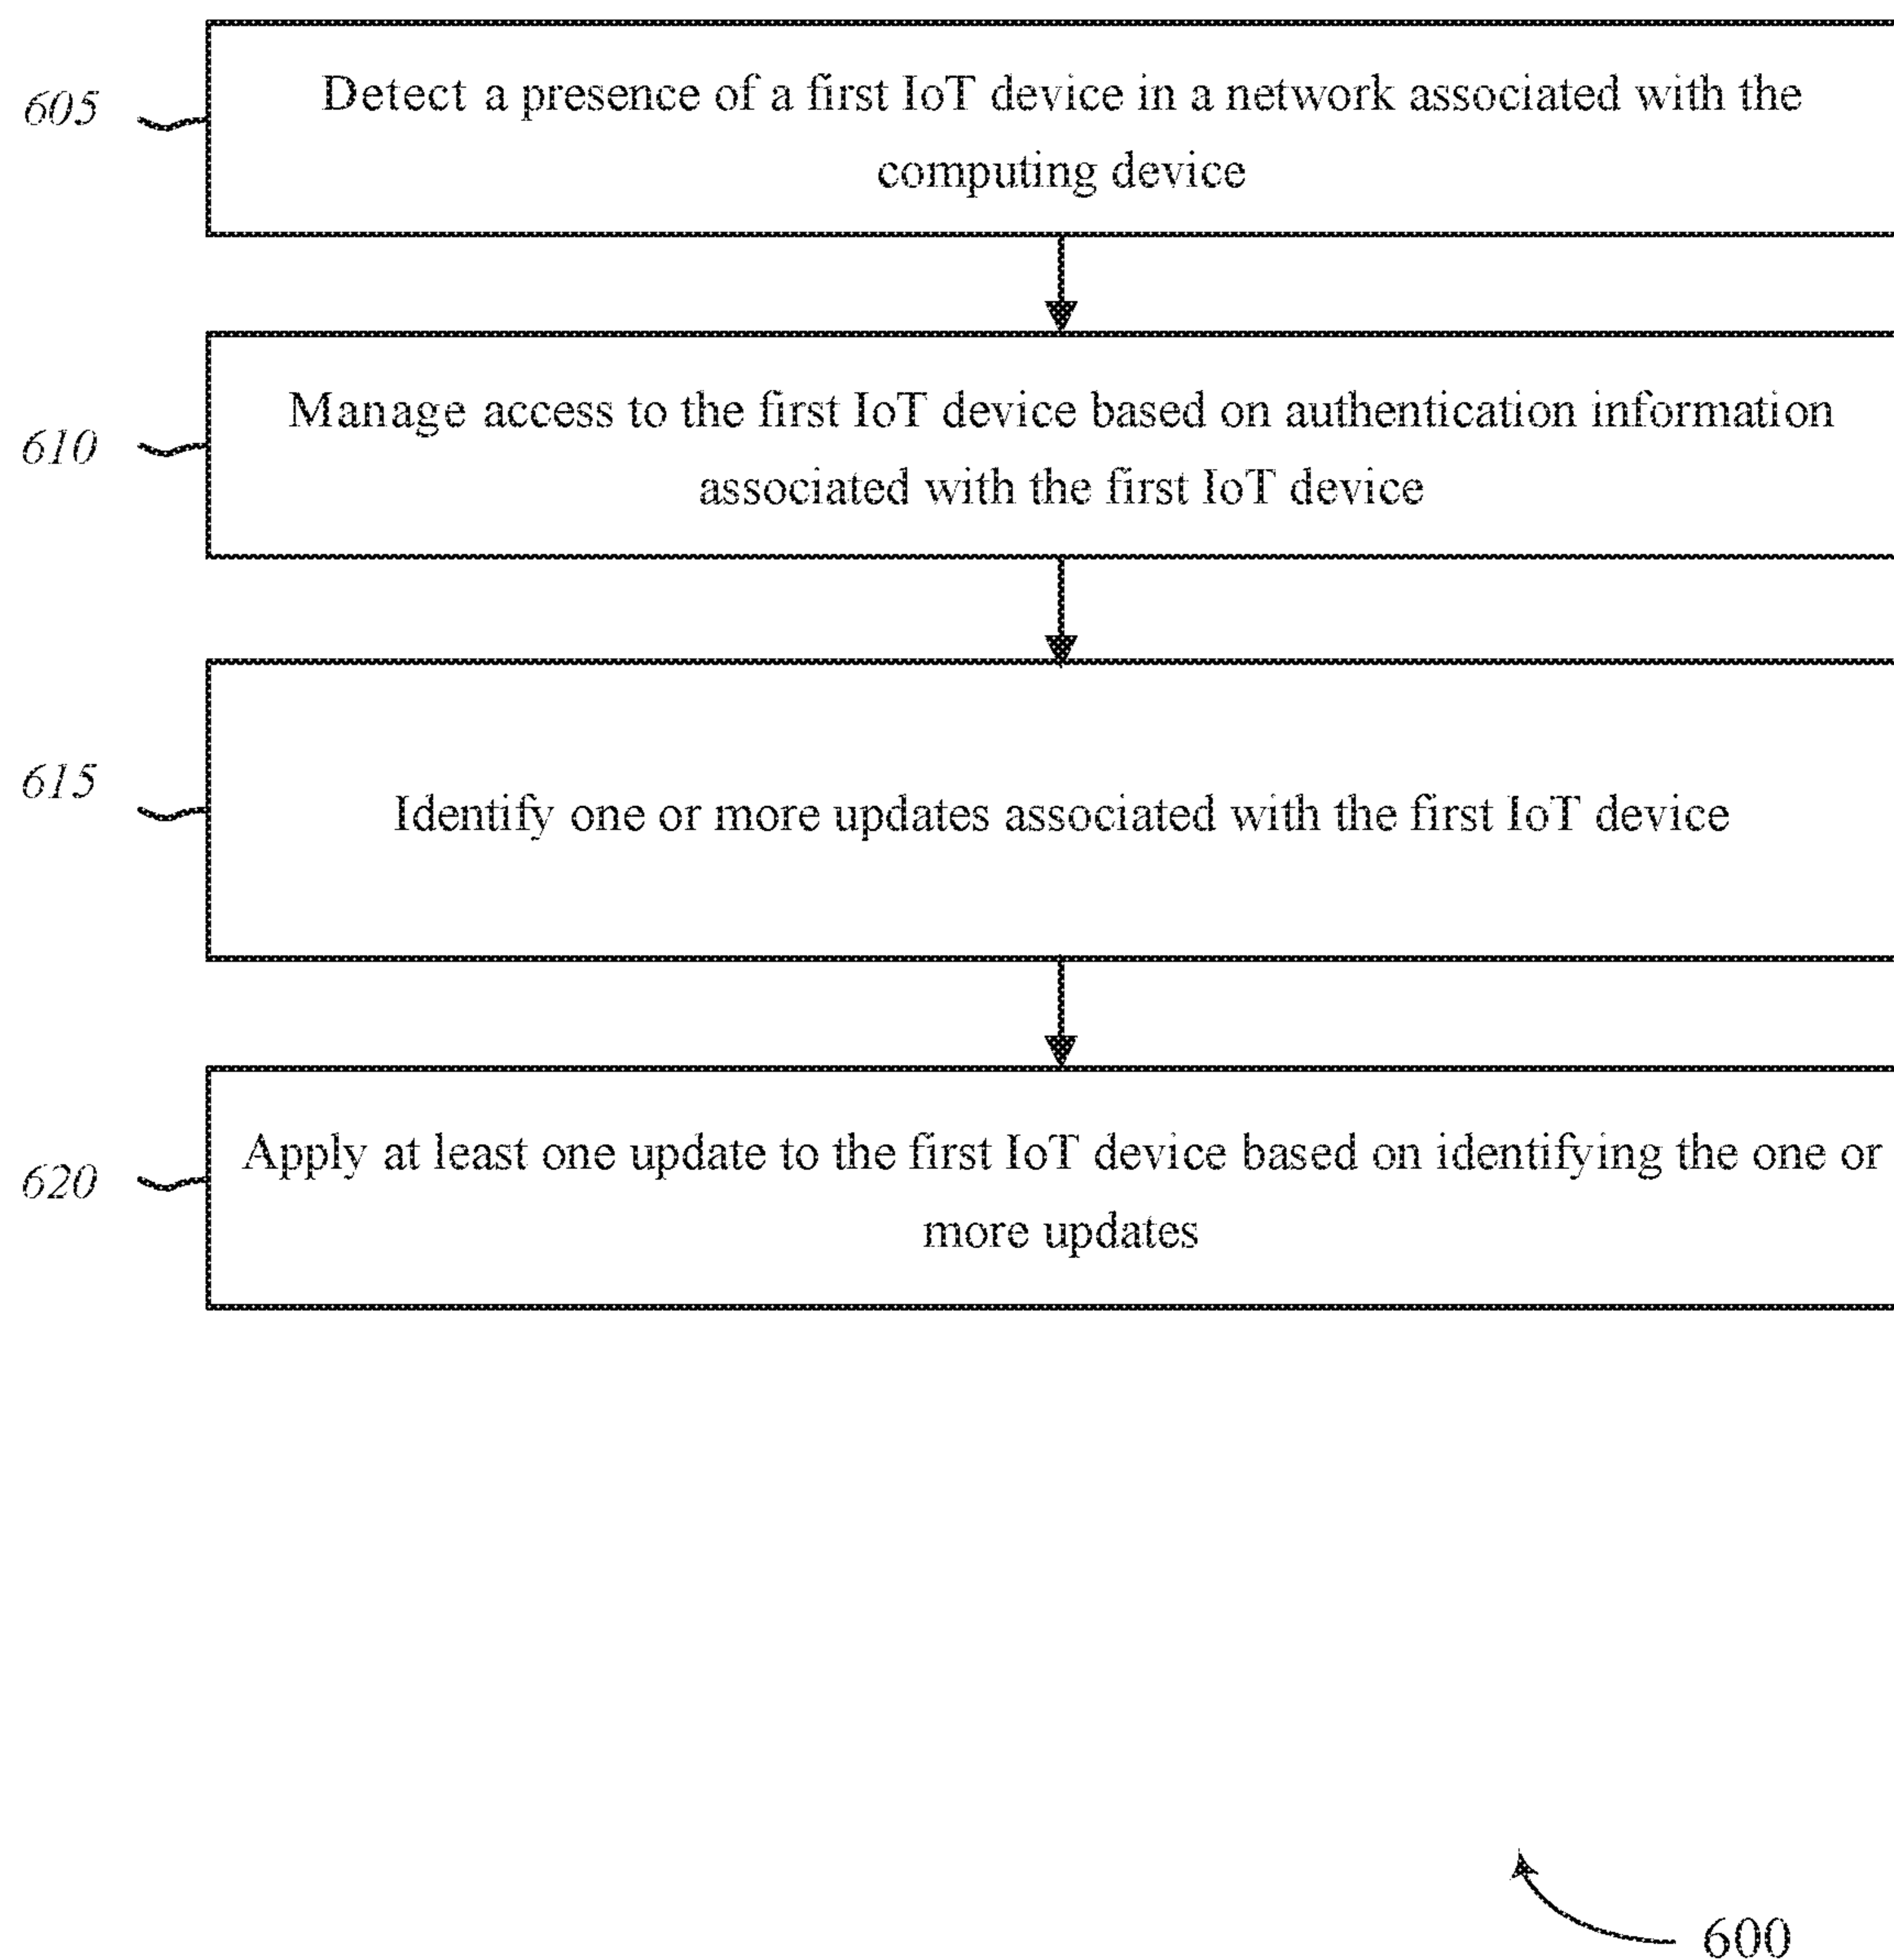 605
Detect a presence of a first IoT device in a network associated with the
computing device
610
Manage access to the first IoT device based on authentication information
associated with the first IoT device
615
Identify one or more updates associated with the first IoT device
620
Apply at least one update to the first IoT device based on identifying the one or
more updates
600